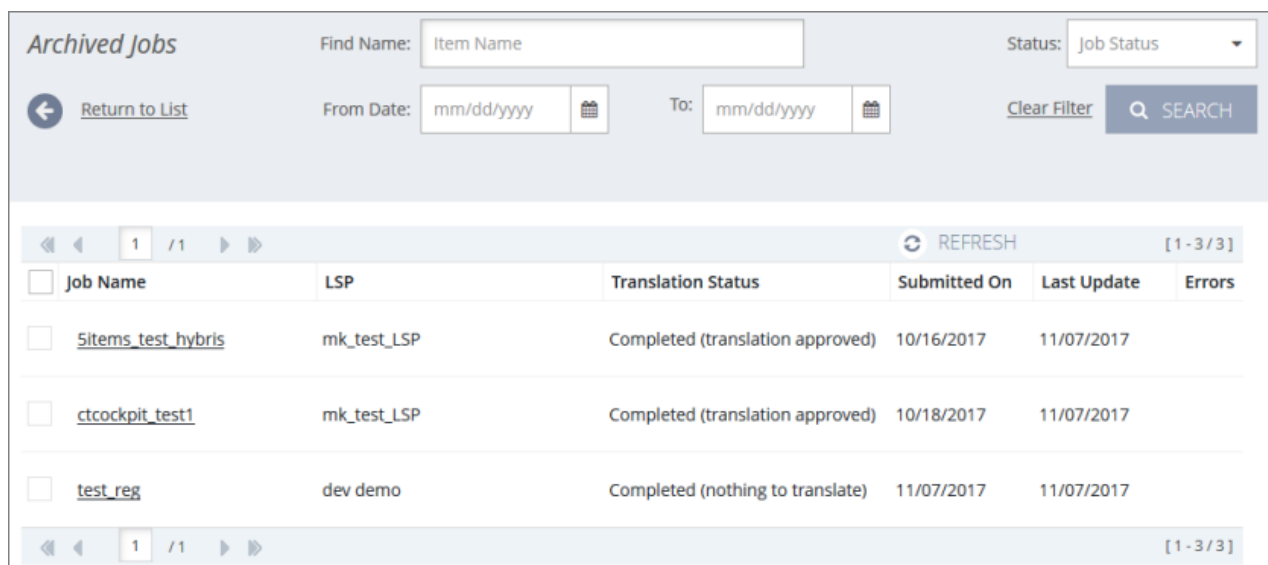 Archived Jobs Find Name: Item Name Status: Job Status
Return to List From Date: mm/dd/yyyy To: mm/dd/yyyy Clear Filter SEARCH
1 / 1 REFRESH [ 1 - 3 / 3 ]
Job Name LSP Translation Status Submitted On Last Update Errors
5items_test_hybris mk_test_LSP Completed (translation approved) 10/16/2017 11/07/2017
ctcockpit_test1 mk_test_LSP Completed (translation approved) 10/18/2017 11/07/2017
test_reg dev demo Completed (nothing to translate) 11/07/2017 11/07/2017
1 / 1 [ 1 - 3 / 3 ]